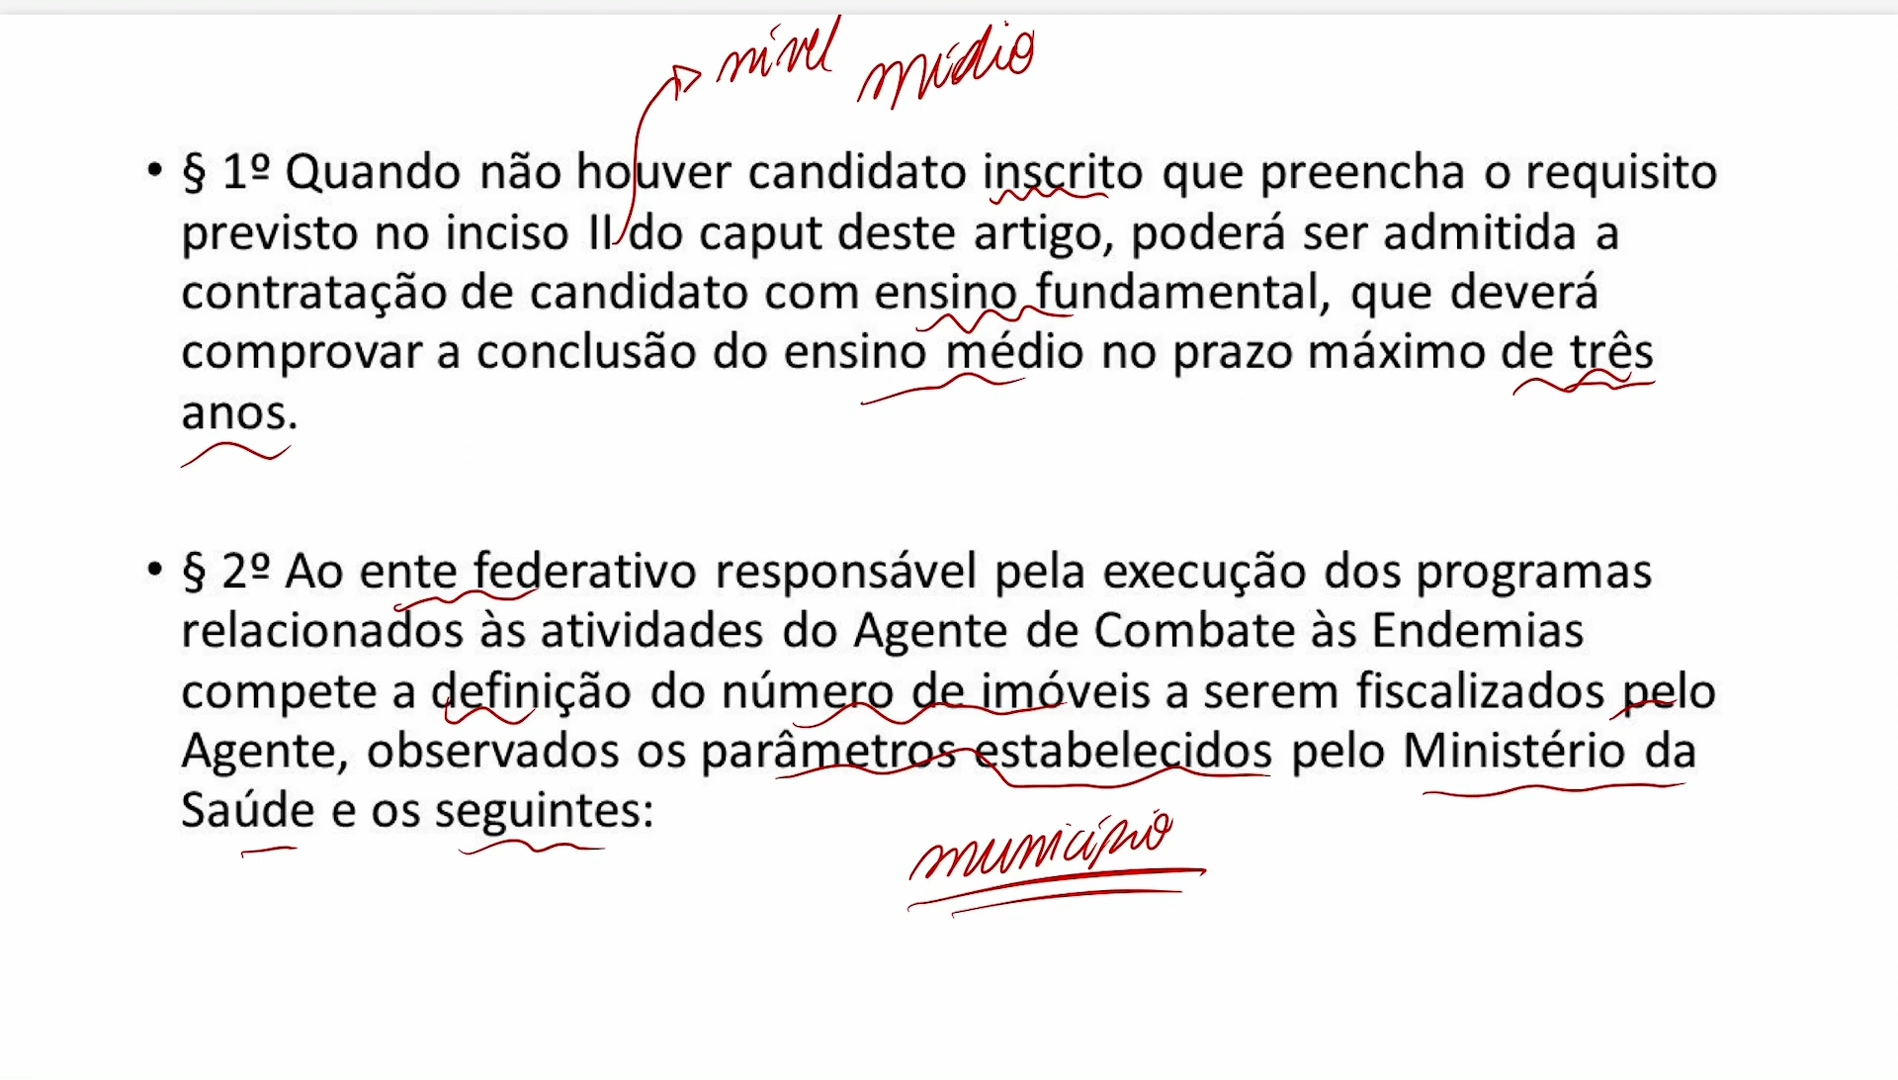 nível médio
• § 1º Quando não houver candidato inscrito que preencha o requisito
previsto no inciso II do caput deste artigo, poderá ser admitida a
contratação de candidato com ensino fundamental, que deverá
comprovar a conclusão do ensino médio no prazo máximo de três
anos.
• § 2º Ao ente federativo responsável pela execução dos programas
relacionados às atividades do Agente de Combate às Endemias
compete a definição do número de imóveis a serem fiscalizados pelo
Agente, observados os parâmetros estabelecidos pelo Ministério da
Saúde e os seguintes:
município